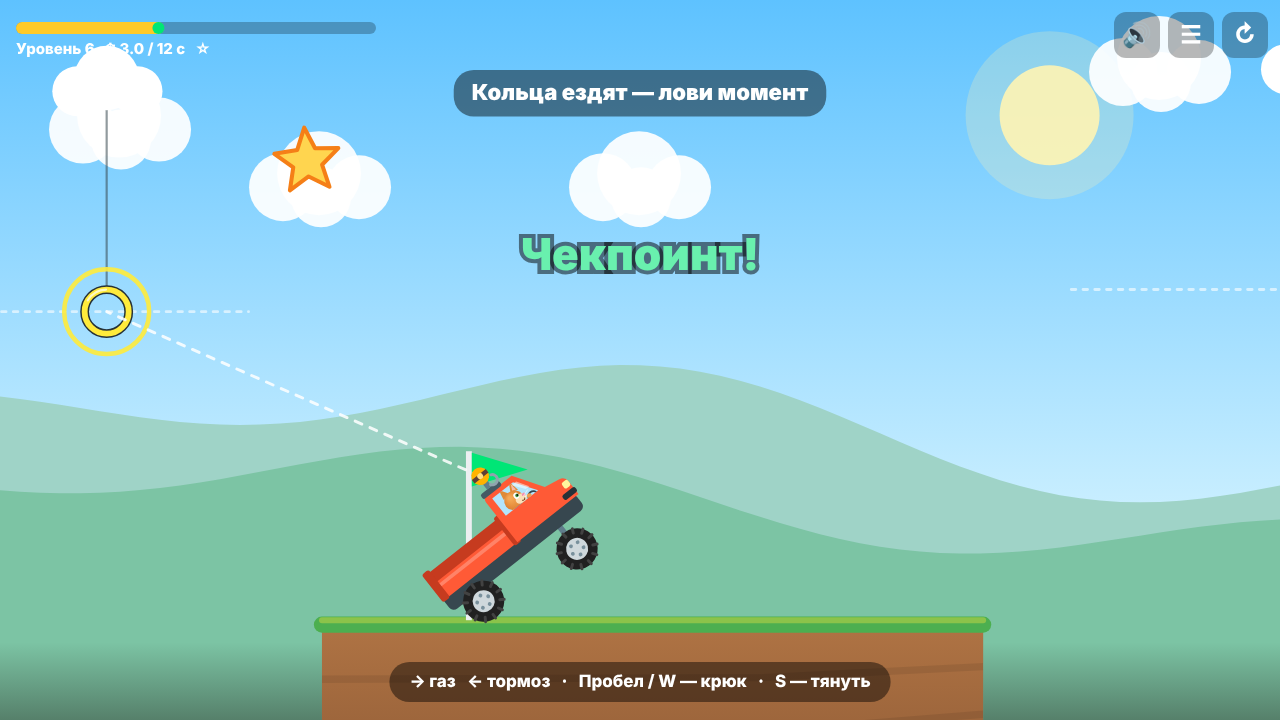 Уровень 6 3.0 / 12 с ☆
Кольца ездят — лови момент
Чекпоинт!
→ газ ← тормоз · Пробел / W — крюк · S — тянуть